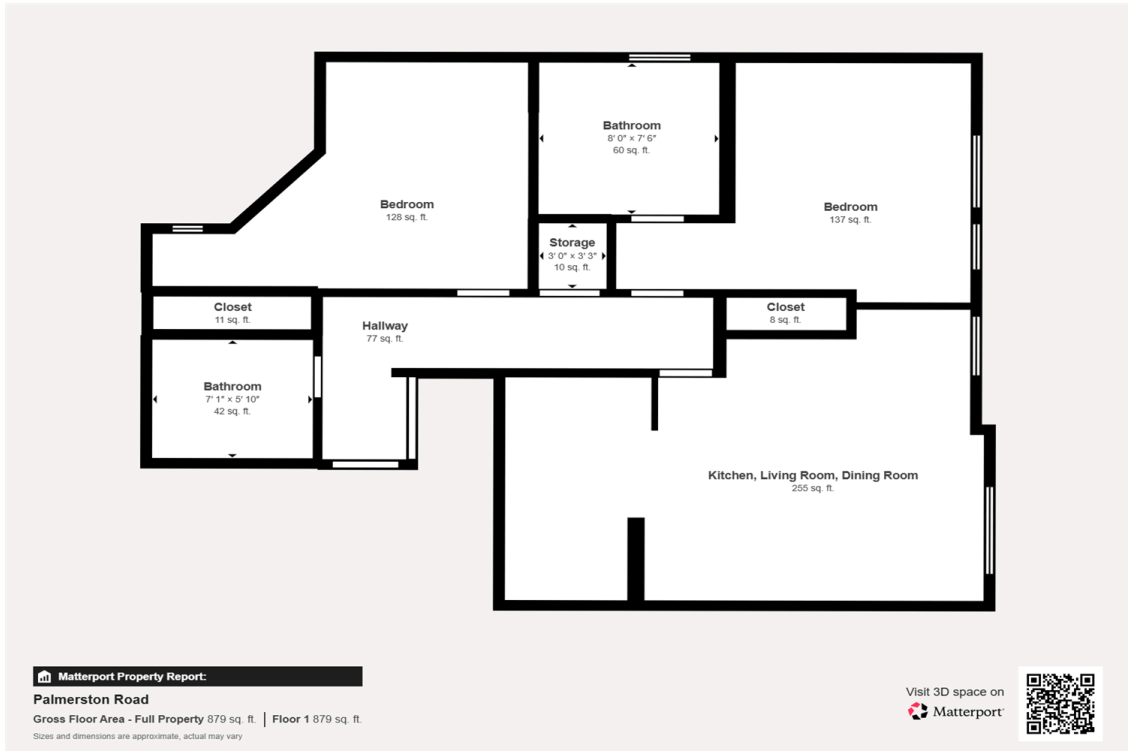 Bathroom
8' 0" × 7' 6"
60 sq. ft.
Bedroom
128 sq. ft.
Bedroom
137 sq. ft.
Storage
3' 0" × 3' 3"
10 sq. ft.
Closet
11 sq. ft.
Closet
8 sq. ft.
Hallway
77 sq. ft.
Bathroom
7' 1" × 5' 10"
42 sq. ft.
Kitchen, Living Room, Dining Room
255 sq. ft.
Matterport Property Report:
Palmerston Road
Gross Floor Area - Full Property 879 sq. ft. | Floor 1 879 sq. ft.
Sizes and dimensions are approximate, actual may vary
Visit 3D space on
Matterport